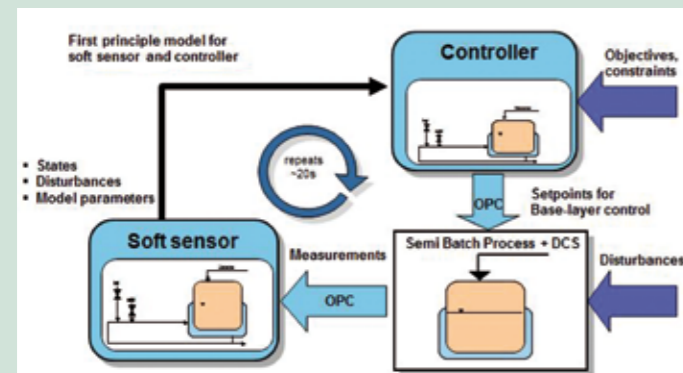 First principle model for
soft sensor and controller
Controller
Objectives,
constraints
repeats
~20s
▪ States
▪ Disturbances
▪ Model parameters
OPC
Setpoints for
Base-layer control
Soft sensor
Measurements
OPC
Semi Batch Process + DCS
Disturbances